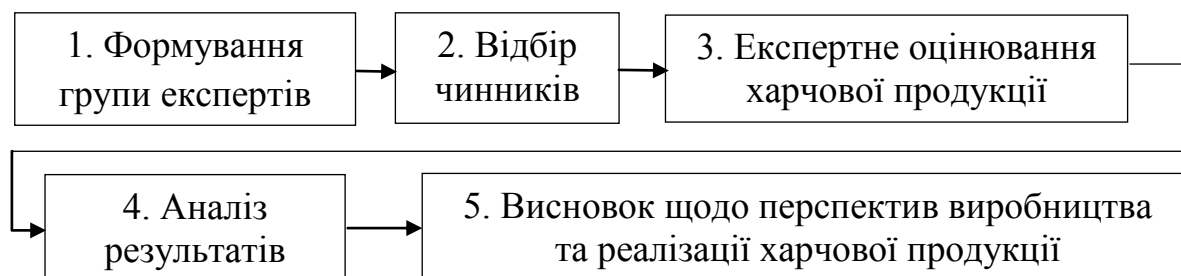 1. Формування
групи експертів
2. Відбір
чинників
3. Експертне оцінювання
харчової продукції
4. Аналіз
результатів
5. Висновок щодо перспектив виробництва
та реалізації харчової продукції